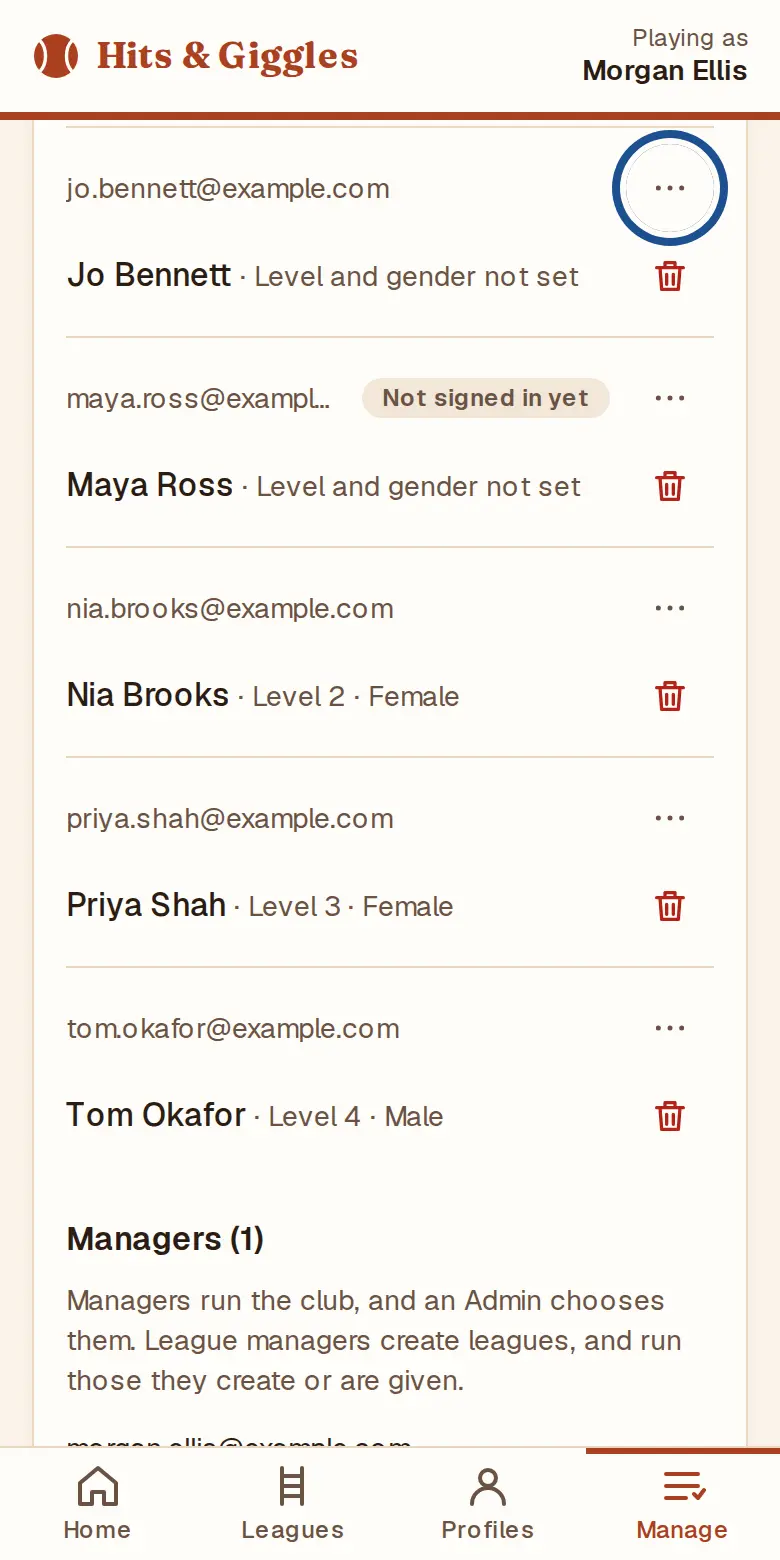 Hits & Giggles
Playing as
Morgan Ellis
jo.bennett@example.com
Jo Bennett · Level and gender not set
maya.ross@exampl... Not signed in yet
Maya Ross · Level and gender not set
nia.brooks@example.com
Nia Brooks · Level 2 · Female
priya.shah@example.com
Priya Shah · Level 3 · Female
tom.okafor@example.com
Tom Okafor · Level 4 · Male
Managers (1)
Managers run the club, and an Admin chooses
them. League managers create leagues, and run
those they create or are given.
morgan.ellis@example.com
Home Leagues Profiles Manage